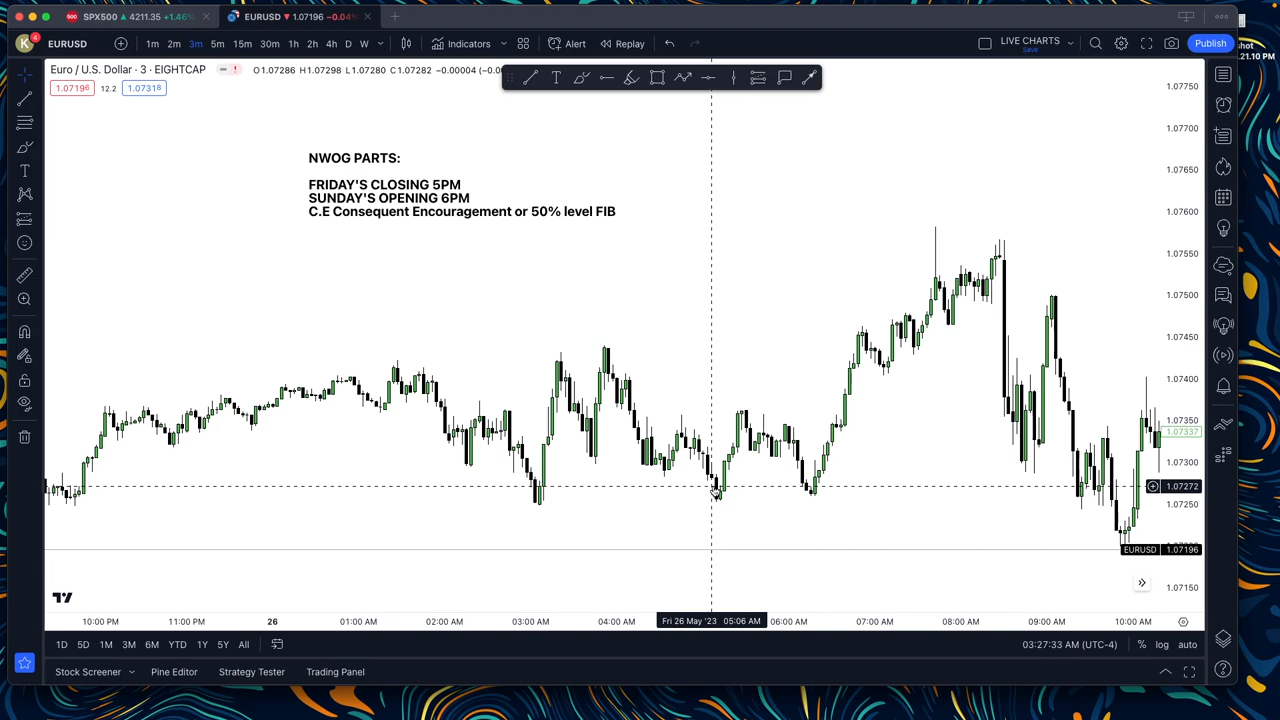 SPX500 ▲ 4211.35 +1.46%
EURUSD ▼ 1.07196 −0.04%
K 4 EURUSD 1m 2m 3m 5m 15m 30m 1h 2h 4h D W Indicators Alert Replay LIVE CHARTS Save Publish
Euro / U.S. Dollar · 3 · EIGHTCAP O1.07286 H1.07298 L1.07280 C1.07282 −0.00004
1.07196 12.2 1.07318
NWOG PARTS:
FRIDAY'S CLOSING 5PM
SUNDAY'S OPENING 6PM
C.E Consequent Encouragement or 50% level FIB
1.07750
1.07700
1.07650
1.07600
1.07550
1.07500
1.07450
1.07400
1.07350
1.07337
1.07300
1.07272
1.07250
EURUSD 1.07196
1.07150
10:00 PM 11:00 PM 26 01:00 AM 02:00 AM 03:00 AM 04:00 AM Fri 26 May '23 05:06 AM 06:00 AM 07:00 AM 08:00 AM 09:00 AM 10:00 AM
1D 5D 1M 3M 6M YTD 1Y 5Y All 03:27:33 AM (UTC-4) % log auto
Stock Screener Pine Editor Strategy Tester Trading Panel